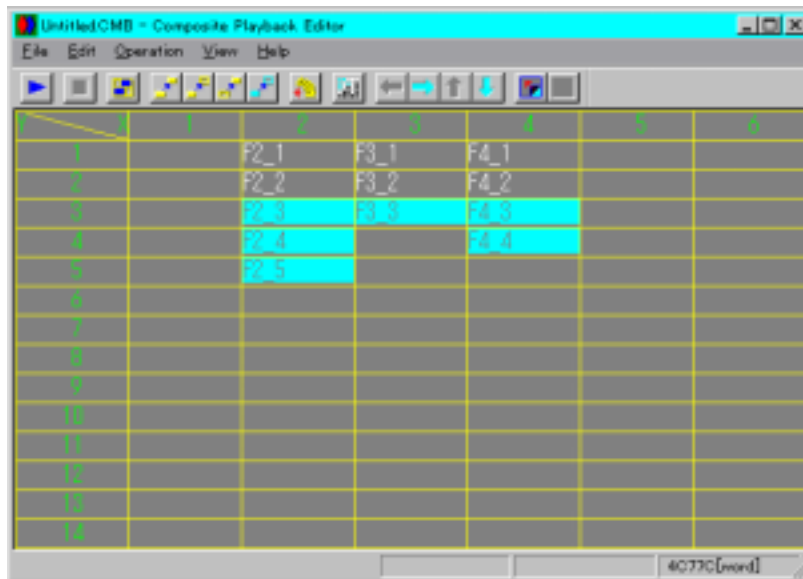 Untitled.CMB - Composite Playback Editor
File Edit Operation View Help
Y X 1 2 3 4 5 6
1 F2_1 F3_1 F4_1
2 F2_2 F3_2 F4_2
3 F2_3 F3_3 F4_3
4 F2_4 F4_4
5 F2_5
6
7
8
9
10
11
12
13
14
4C77C[word]